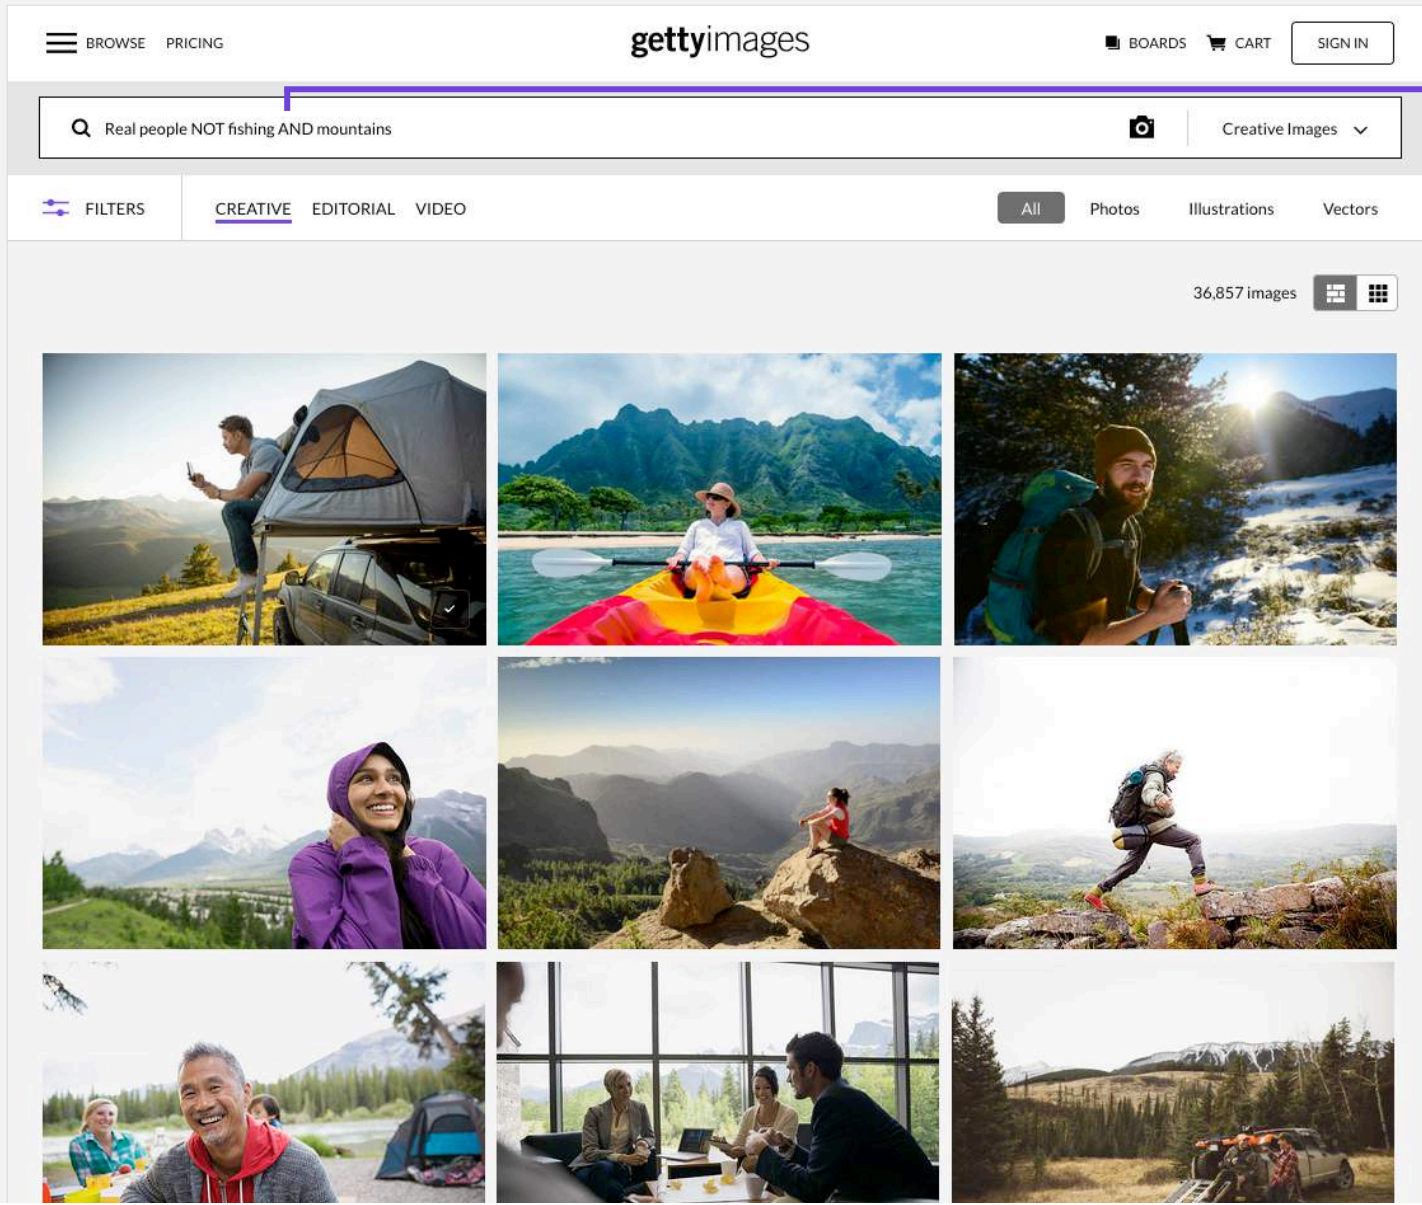 BROWSE PRICING gettyimages BOARDS CART SIGN IN
Real people NOT fishing AND mountains Creative Images
FILTERS CREATIVE EDITORIAL VIDEO All Photos Illustrations Vectors
36,857 images